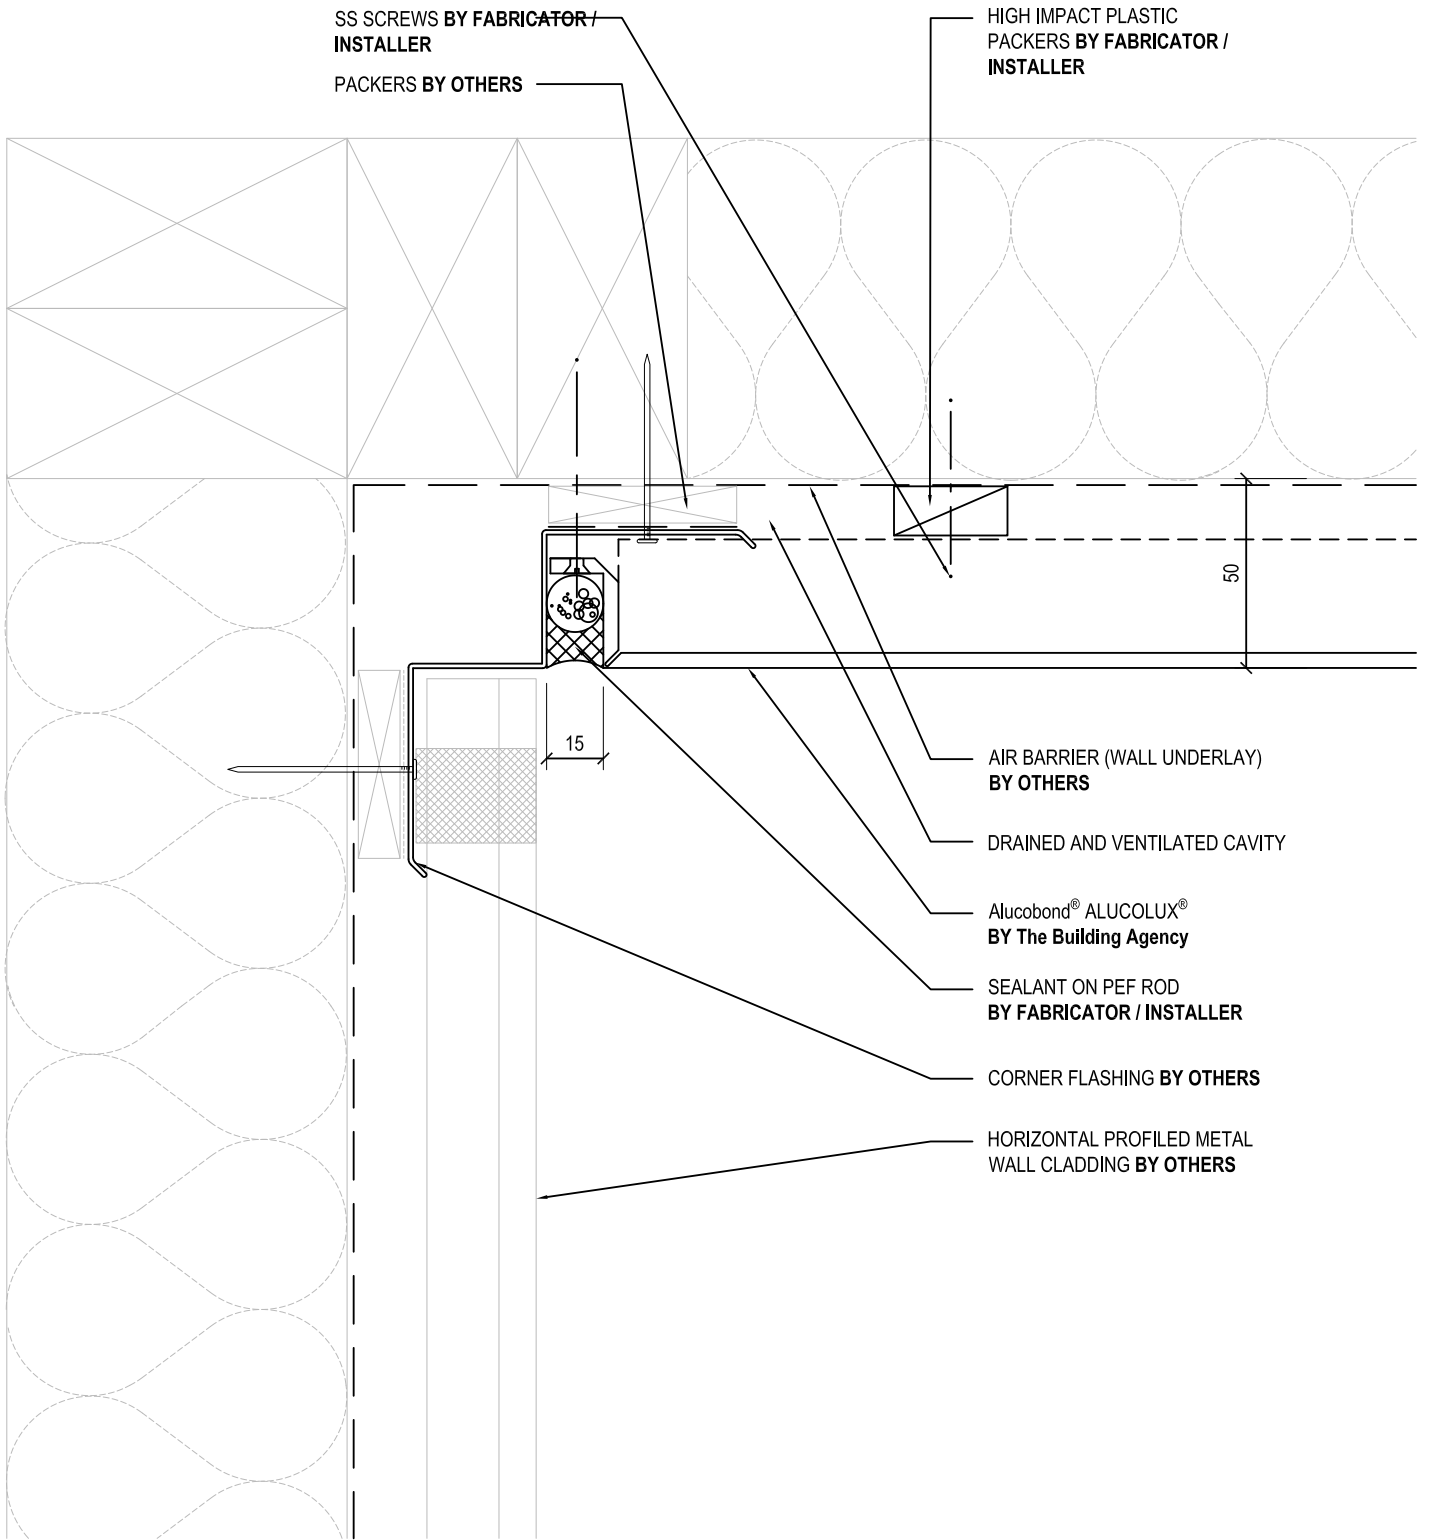 SS SCREWS BY FABRICATOR /
INSTALLER
PACKERS BY OTHERS
HIGH IMPACT PLASTIC
PACKERS BY FABRICATOR /
INSTALLER
50
15
AIR BARRIER (WALL UNDERLAY)
BY OTHERS
DRAINED AND VENTILATED CAVITY
Alucobond® ALUCOLUX®
BY The Building Agency
SEALANT ON PEF ROD
BY FABRICATOR / INSTALLER
CORNER FLASHING BY OTHERS
HORIZONTAL PROFILED METAL
WALL CLADDING BY OTHERS